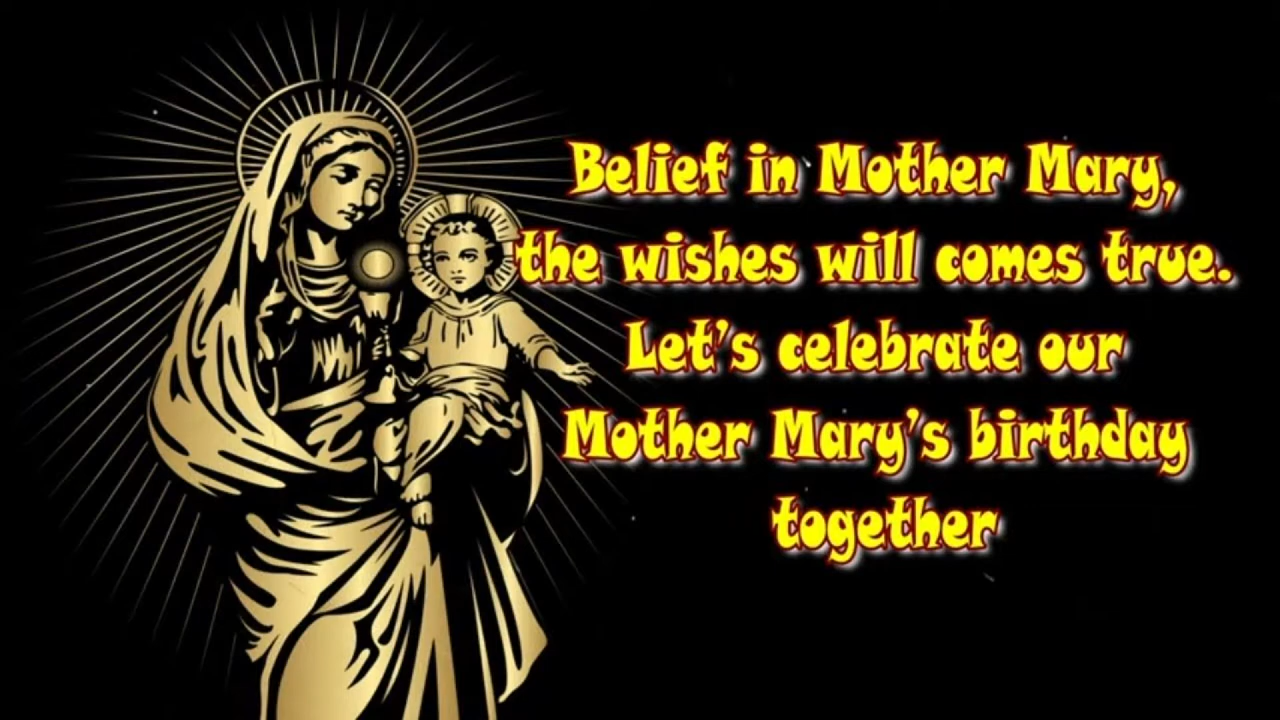 Belief in Mother Mary,
the wishes will comes true.
Let's celebrate our
Mother Mary's birthday
together